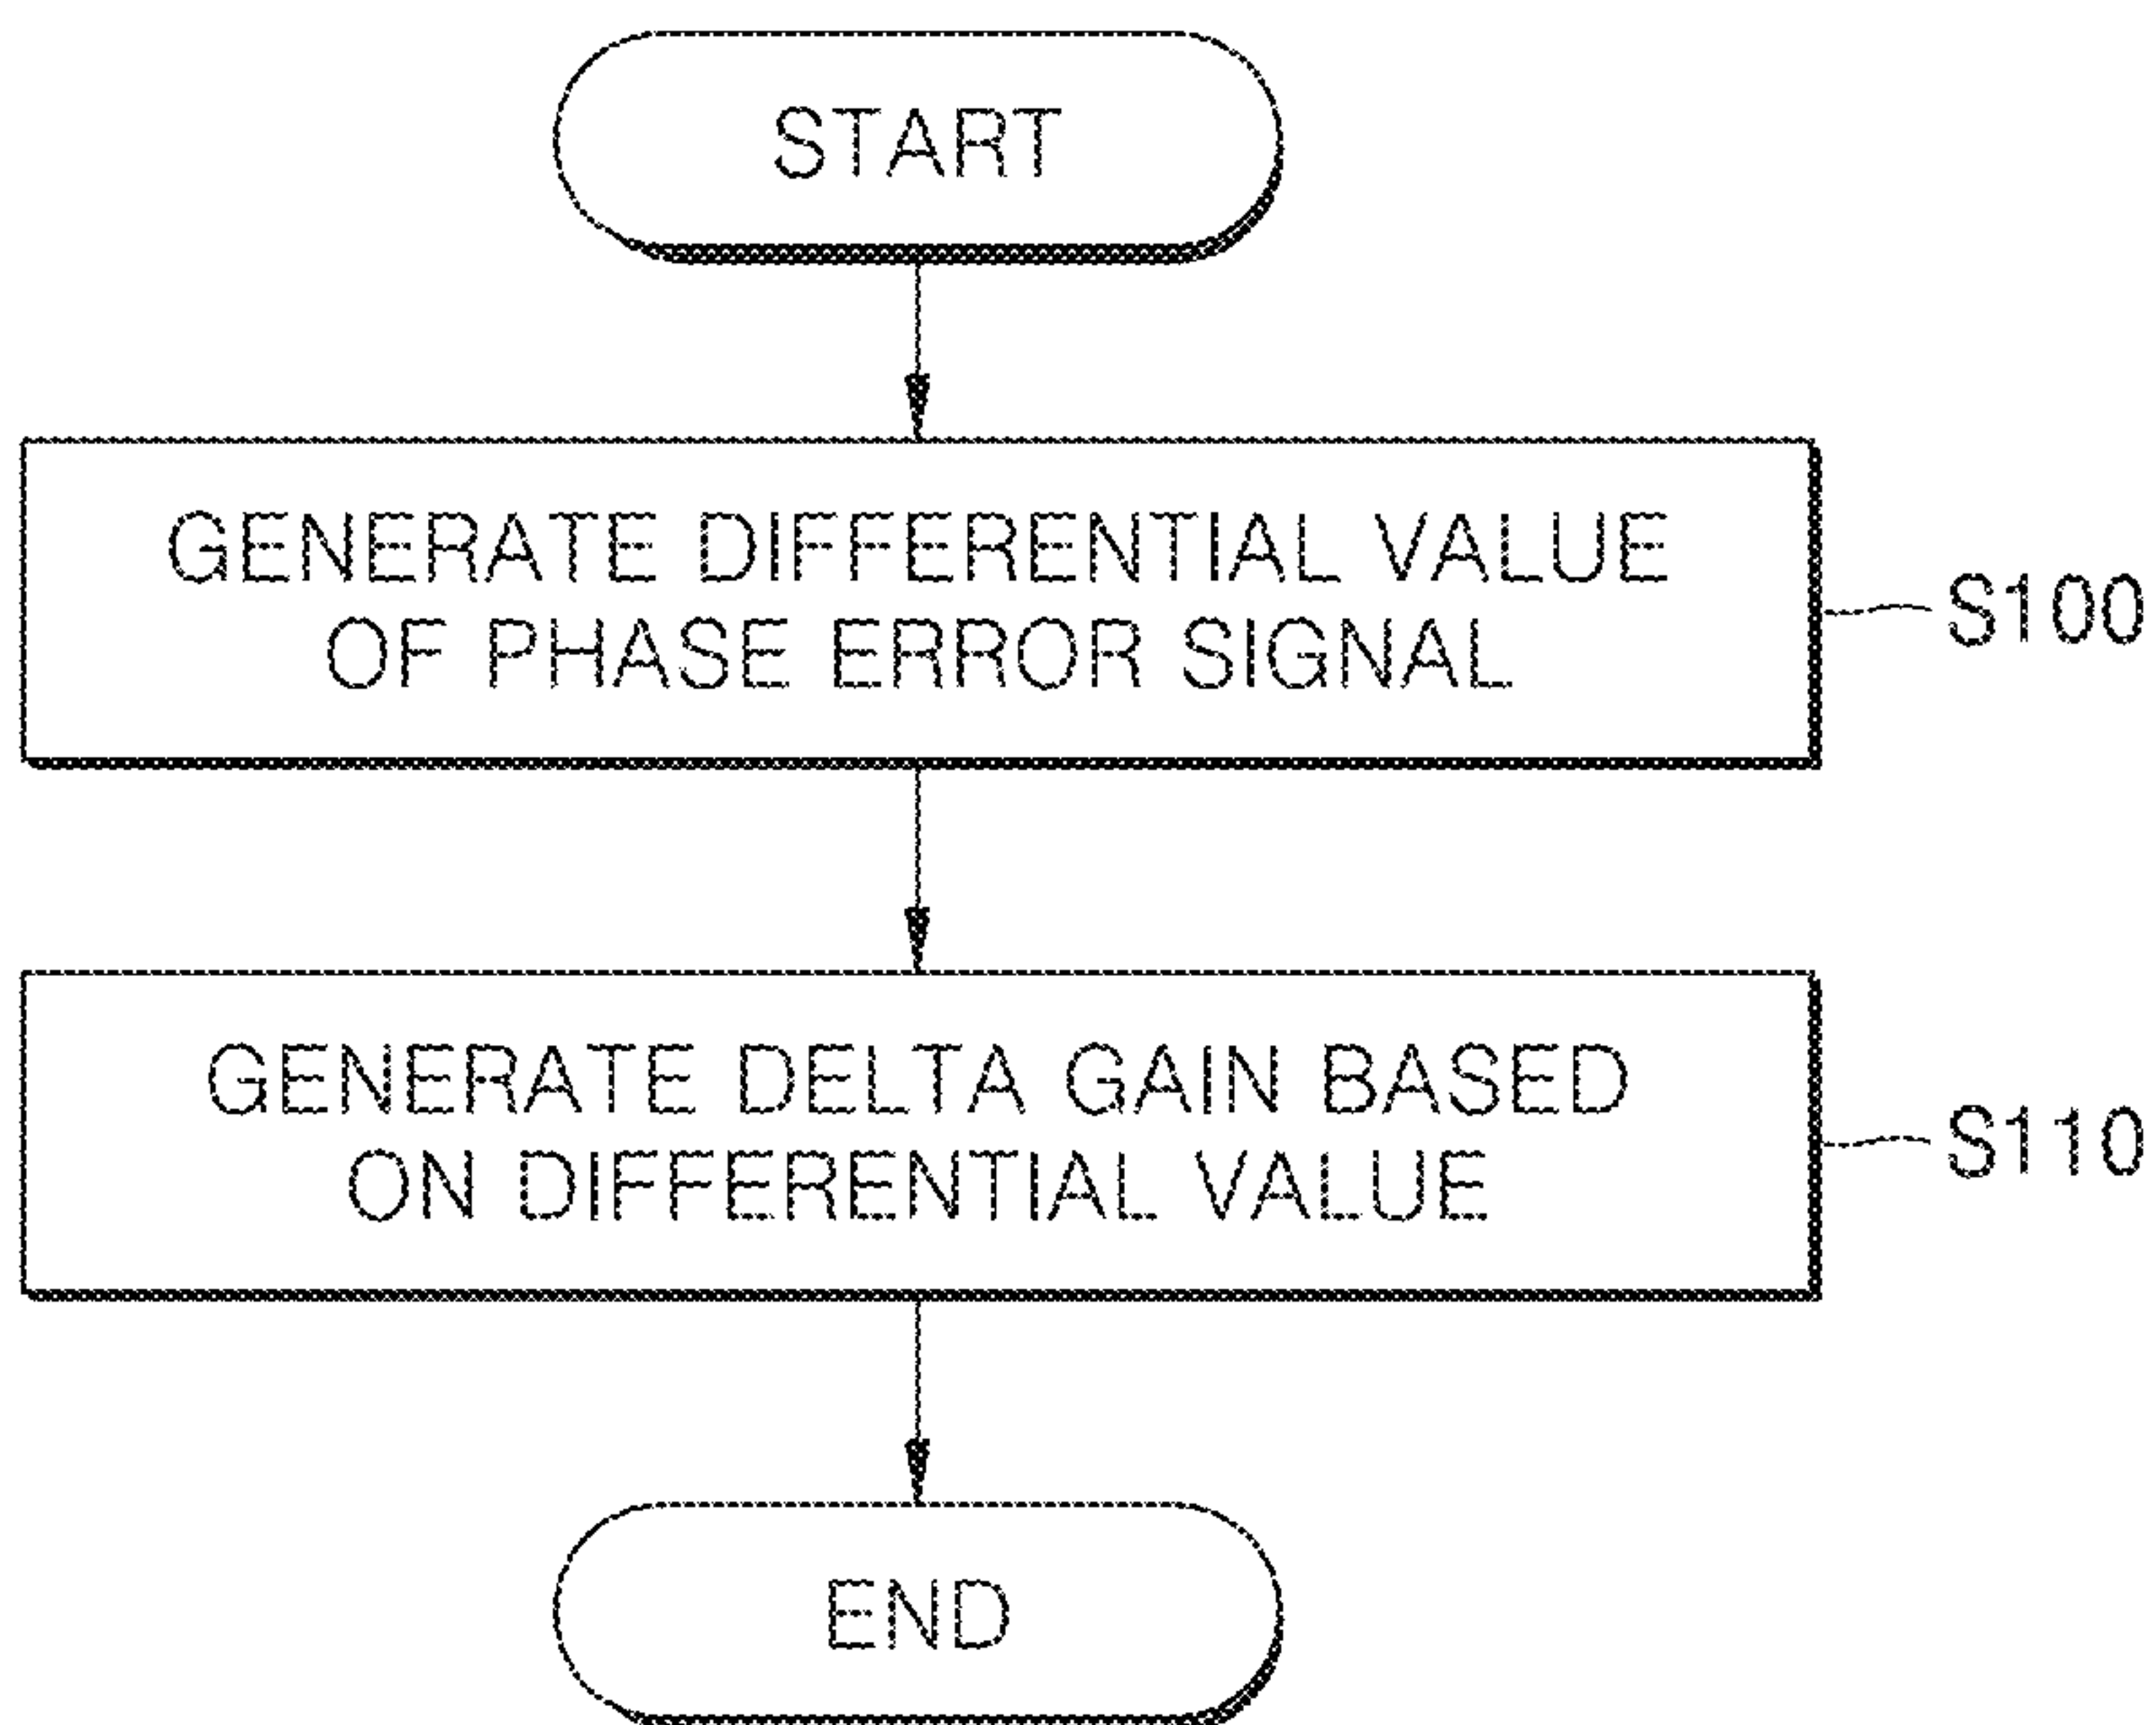 START
GENERATE DIFFERENTIAL VALUE
OF PHASE ERROR SIGNAL
S100
GENERATE DELTA GAIN BASED
ON DIFFERENTIAL VALUE
S110
END